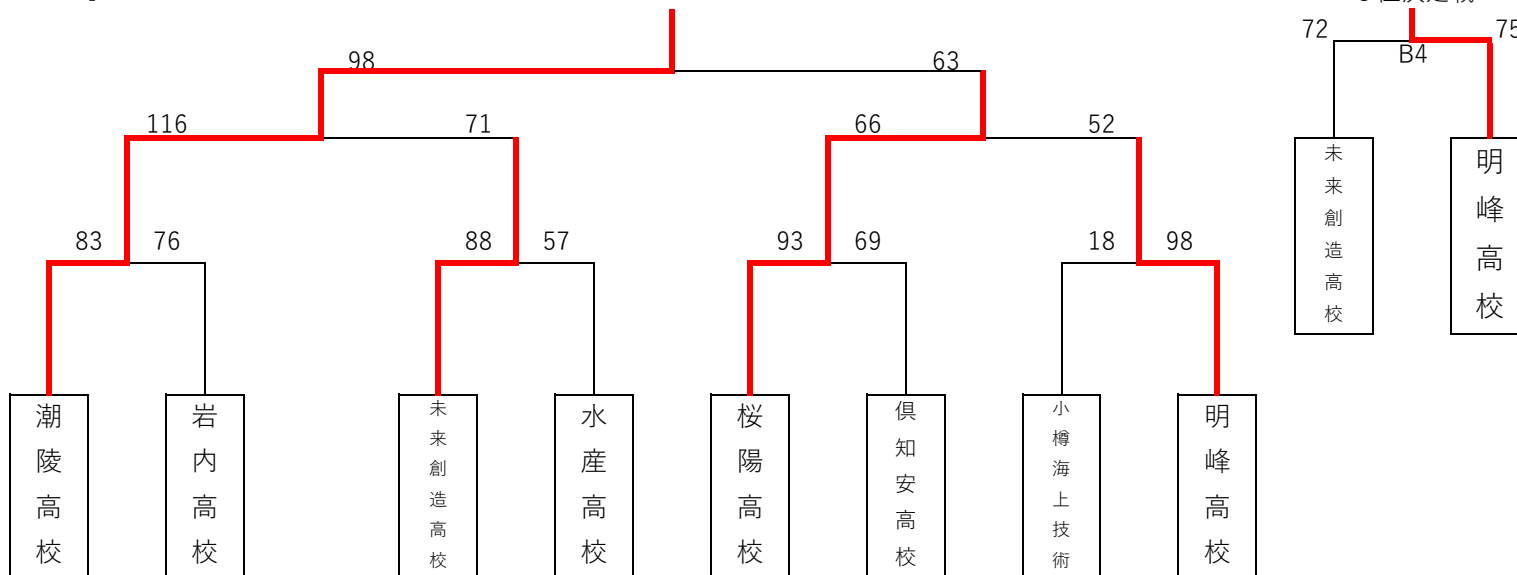 98
63
116
71
66
52
83
76
88
57
93
69
18
98
潮陵高校
岩内高校
未来創造高校
水産高校
桜陽高校
倶知安高校
小樽海上技術
明峰高校
72
75
B4
未来創造高校
明峰高校